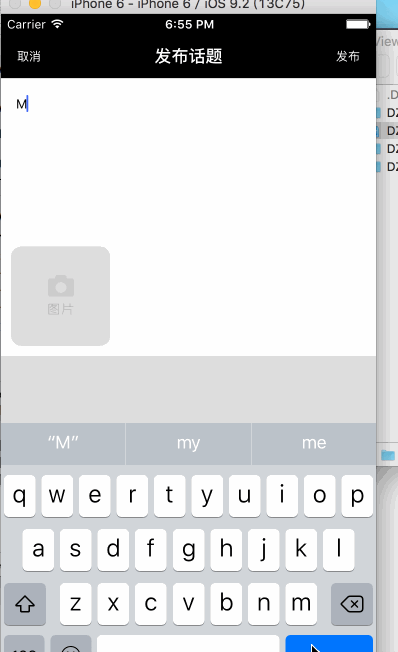 iPhone 6 - iPhone 6 / iOS 9.2 (13C75)
Carrier 6:55 PM
取消 发布话题 发布
M
图片
"M" my me
q w e r t y u i o p
a s d f g h j k l
z x c v b n m
View
.D
DZ
DZ
DZ
DZ